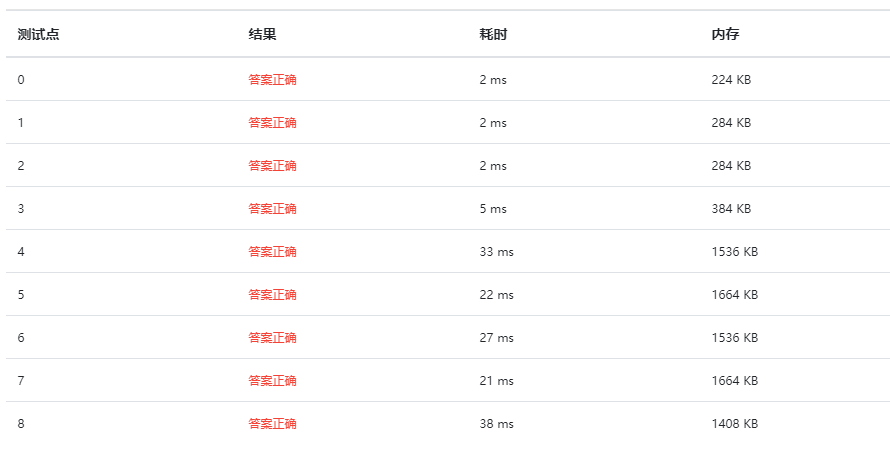 测试点 结果 耗时 内存
0 答案正确 2 ms 224 KB
1 答案正确 2 ms 284 KB
2 答案正确 2 ms 284 KB
3 答案正确 5 ms 384 KB
4 答案正确 33 ms 1536 KB
5 答案正确 22 ms 1664 KB
6 答案正确 27 ms 1536 KB
7 答案正确 21 ms 1664 KB
8 答案正确 38 ms 1408 KB